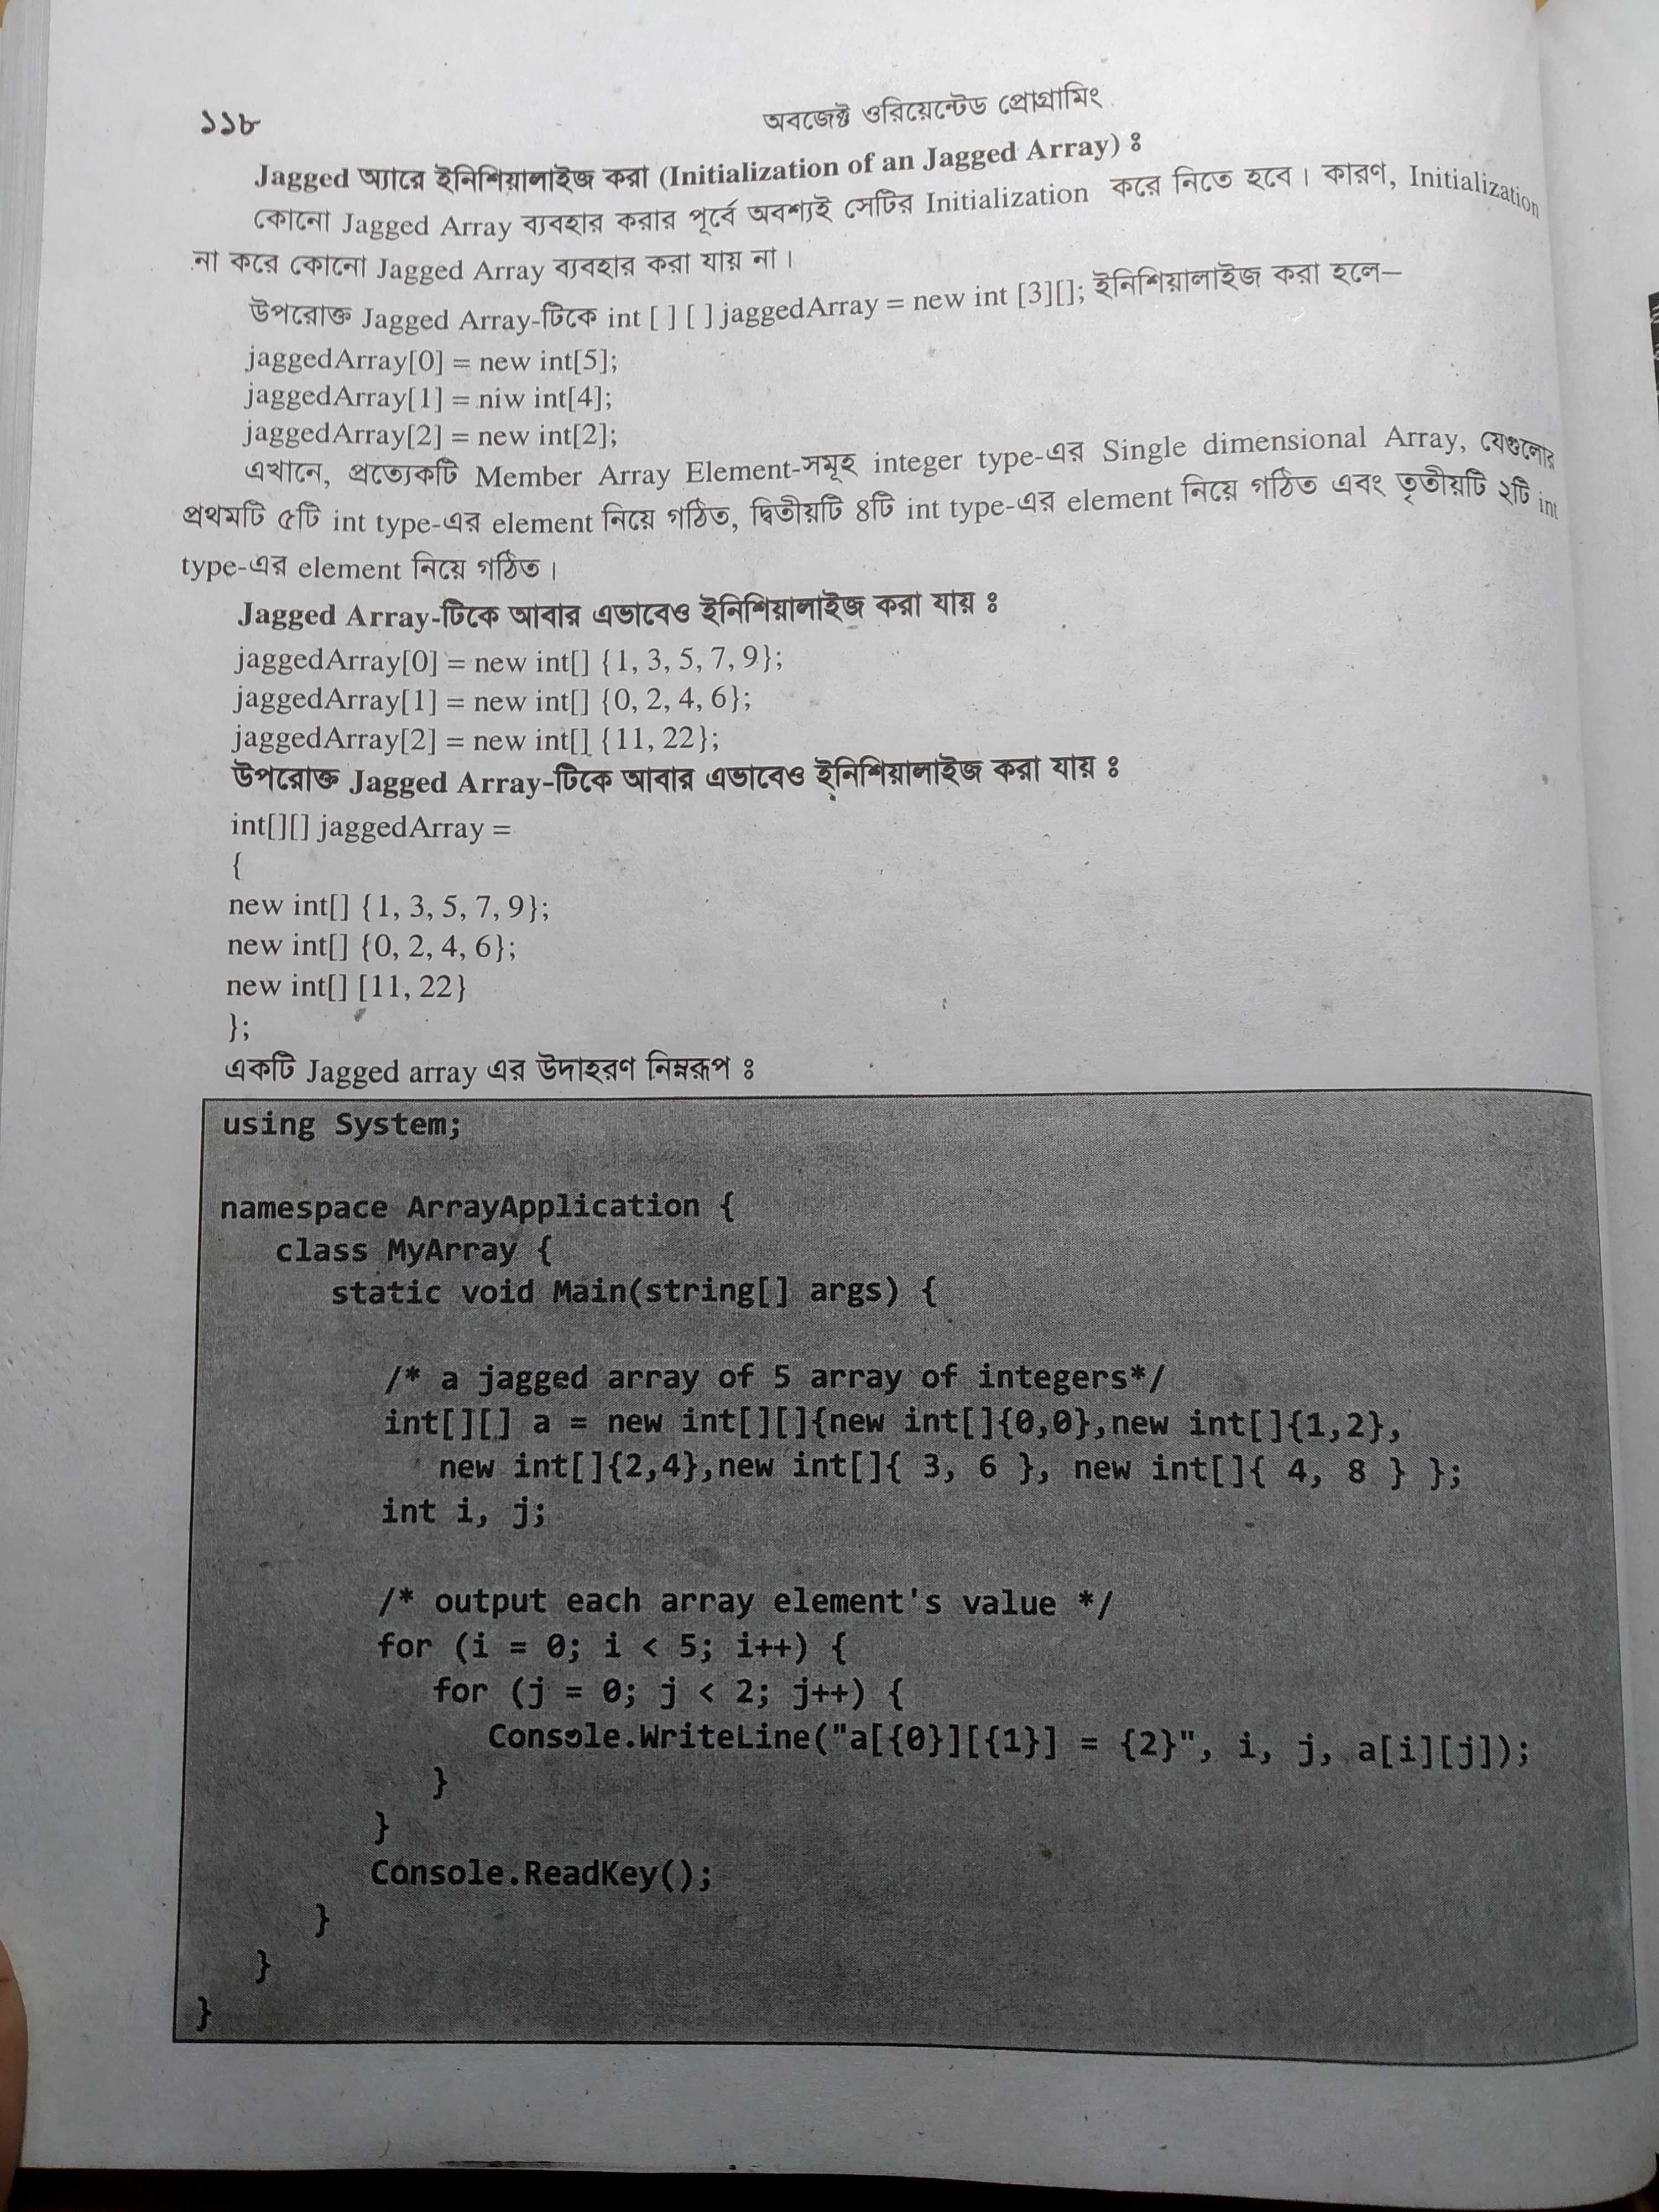 ১১৮
অবজেক্ট ওরিয়েন্টেড প্রোগ্রামিং
Jagged অ্যারে ইনিশিয়ালাইজ করা (Initialization of an Jagged Array) ঃ
কোনো Jagged Array ব্যবহার করার পূর্বে অবশ্যই সেটির Initialization করে নিতে হবে। কারণ, Initialization
না করে কোনো Jagged Array ব্যবহার করা যায় না।
উপরোক্ত Jagged Array-টিকে int [ ] [ ] jaggedArray = new int [3][]; ইনিশিয়ালাইজ করা হলে–
jaggedArray[0] = new int[5];
jaggedArray[1] = niw int[4];
jaggedArray[2] = new int[2];
এখানে, প্রত্যেকটি Member Array Element-সমূহ integer type-এর Single dimensional Array, যেগুলোর
প্রথমটি ৫টি int type-এর element নিয়ে গঠিত, দ্বিতীয়টি ৪টি int type-এর element নিয়ে গঠিত এবং তৃতীয়টি ২টি int
type-এর element নিয়ে গঠিত।
Jagged Array-টিকে আবার এভাবেও ইনিশিয়ালাইজ করা যায় ঃ
jaggedArray[0] = new int[] {1, 3, 5, 7, 9};
jaggedArray[1] = new int[] {0, 2, 4, 6};
jaggedArray[2] = new int[] {11, 22};
উপরোক্ত Jagged Array-টিকে আবার এভাবেও ইনিশিয়ালাইজ করা যায় ঃ
int[][] jaggedArray =
{
new int[] {1, 3, 5, 7, 9};
new int[] {0, 2, 4, 6};
new int[] [11, 22}
};
একটি Jagged array এর উদাহরণ নিম্নরূপ ঃ
using System;
namespace ArrayApplication {
class MyArray {
static void Main(string[] args) {
/* a jagged array of 5 array of integers*/
int[][] a = new int[][]{new int[]{0,0},new int[]{1,2},
new int[]{2,4},new int[]{ 3, 6 }, new int[]{ 4, 8 } };
int i, j;
/* output each array element's value */
for (i = 0; i < 5; i++) {
for (j = 0; j < 2; j++) {
Console.WriteLine("a[{0}][{1}] = {2}", i, j, a[i][j]);
}
}
Console.ReadKey();
}
}
}